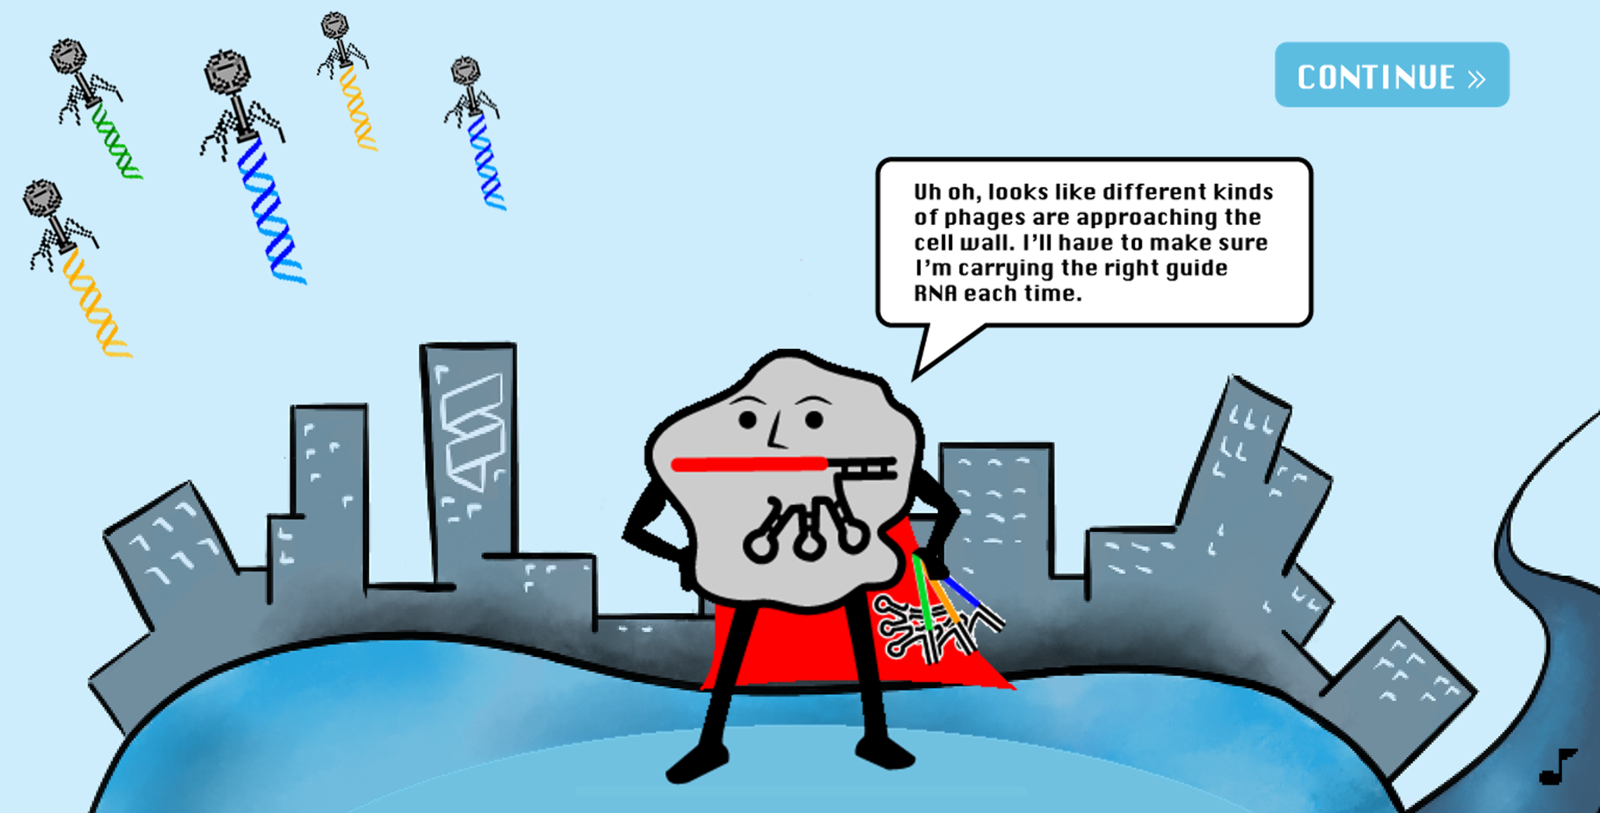 CONTINUE »
Uh oh, looks like different kinds
of phages are approaching the
cell wall. I'll have to make sure
I'm carrying the right guide
RNA each time.